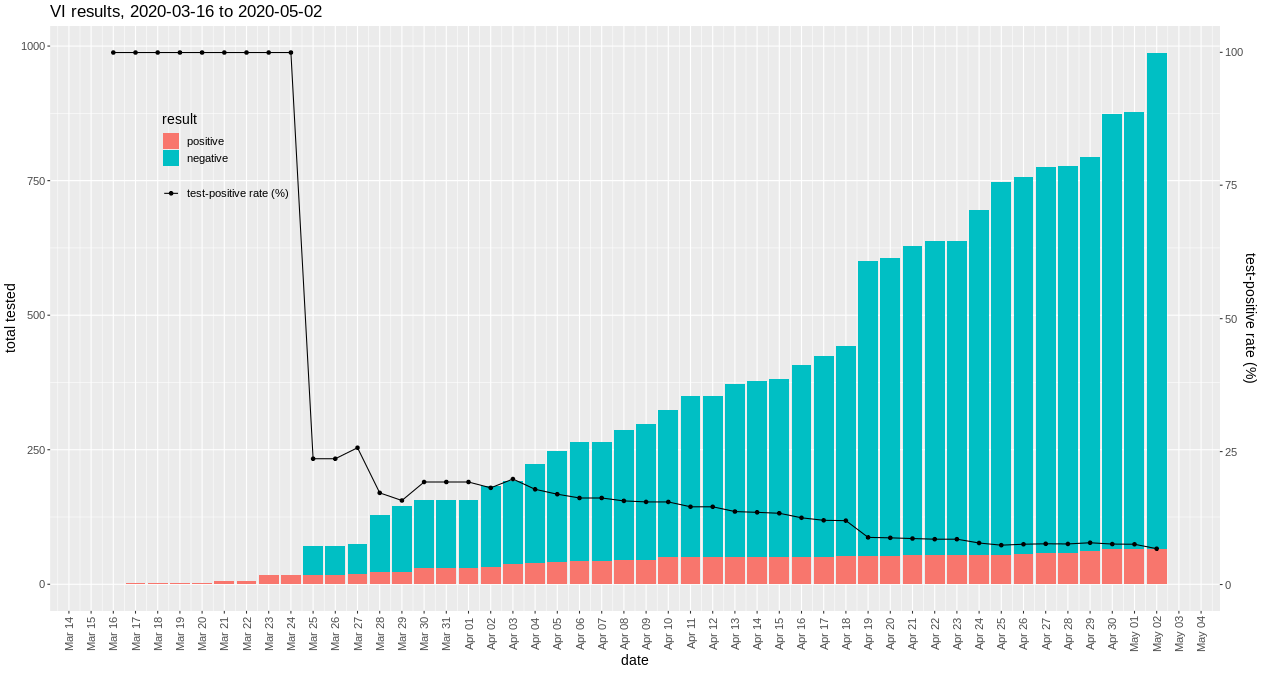 VI results, 2020-03-16 to 2020-05-02
1000
750
500
250
0
total tested
result
positive
negative
test-positive rate (%)
100
75
50
25
0
test-positive rate (%)
Mar 14
Mar 15
Mar 16
Mar 17
Mar 18
Mar 19
Mar 20
Mar 21
Mar 22
Mar 23
Mar 24
Mar 25
Mar 26
Mar 27
Mar 28
Mar 29
Mar 30
Mar 31
Apr 01
Apr 02
Apr 03
Apr 04
Apr 05
Apr 06
Apr 07
Apr 08
Apr 09
Apr 10
Apr 11
Apr 12
Apr 13
Apr 14
Apr 15
Apr 16
Apr 17
Apr 18
Apr 19
Apr 20
Apr 21
Apr 22
Apr 23
Apr 24
Apr 25
Apr 26
Apr 27
Apr 28
Apr 29
Apr 30
May 01
May 02
May 03
May 04
date